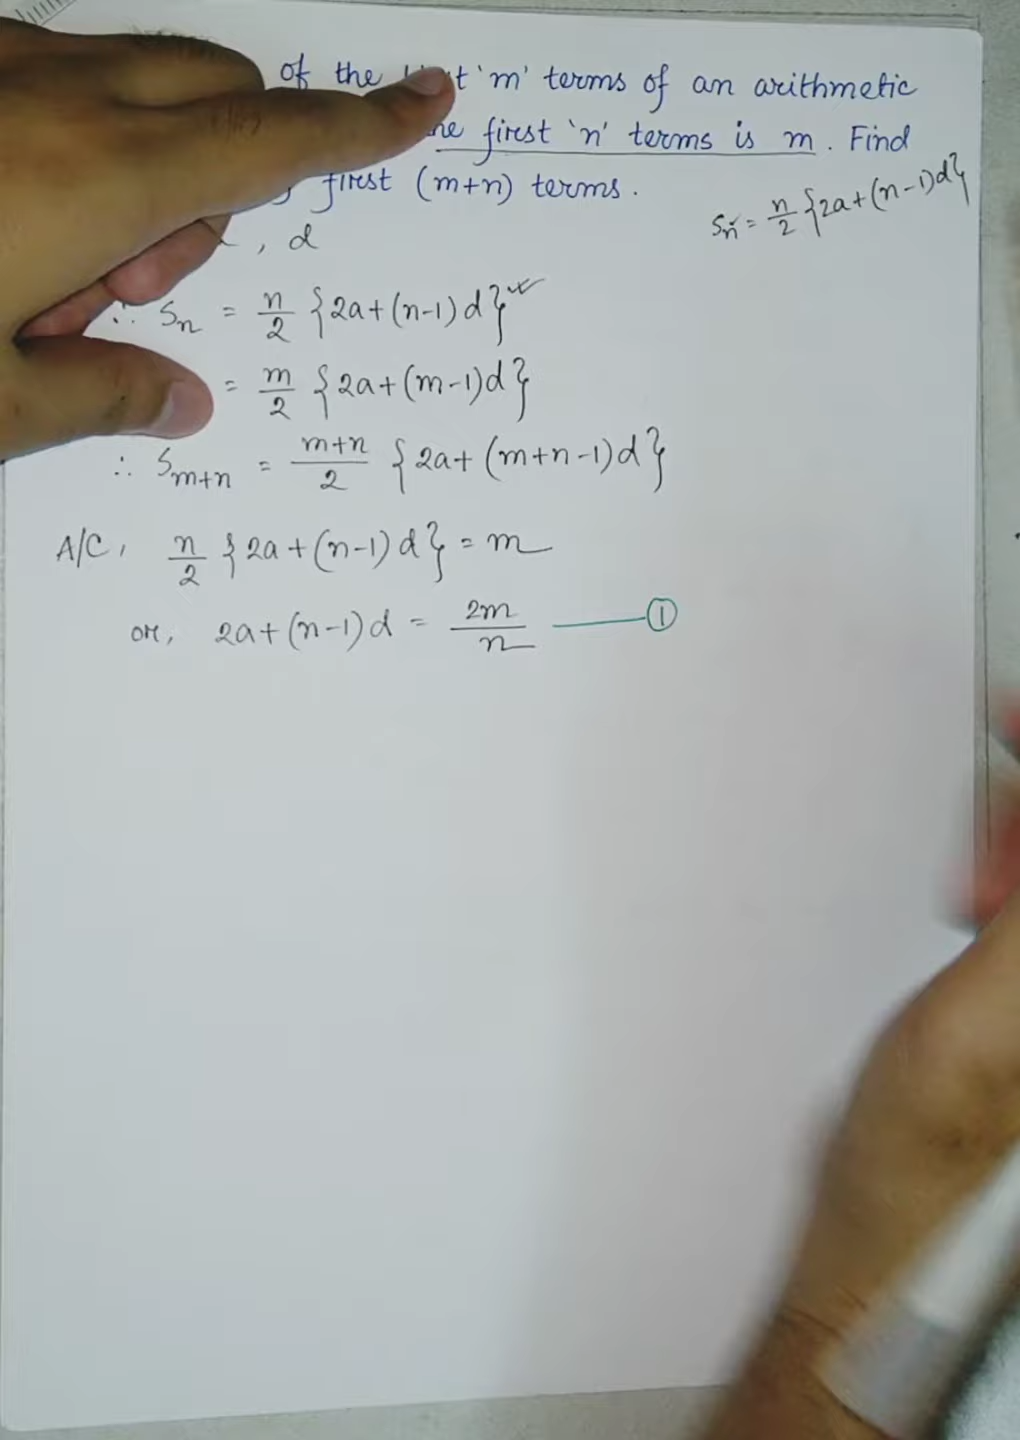 of the 'm' terms of an arithmetic
first 'n' terms is m. Find
first (m+n) terms.
Sn = n/2 {2a+(n-1)d}
, d
∴ Sn = n/2 {2a+(n-1)d}
= m/2 {2a+(m-1)d}
∴ Sm+n = m+n/2 {2a+(m+n-1)d}
A/C, n/2 {2a+(n-1)d} = m
or, 2a+(n-1)d = 2m/n ——— ①